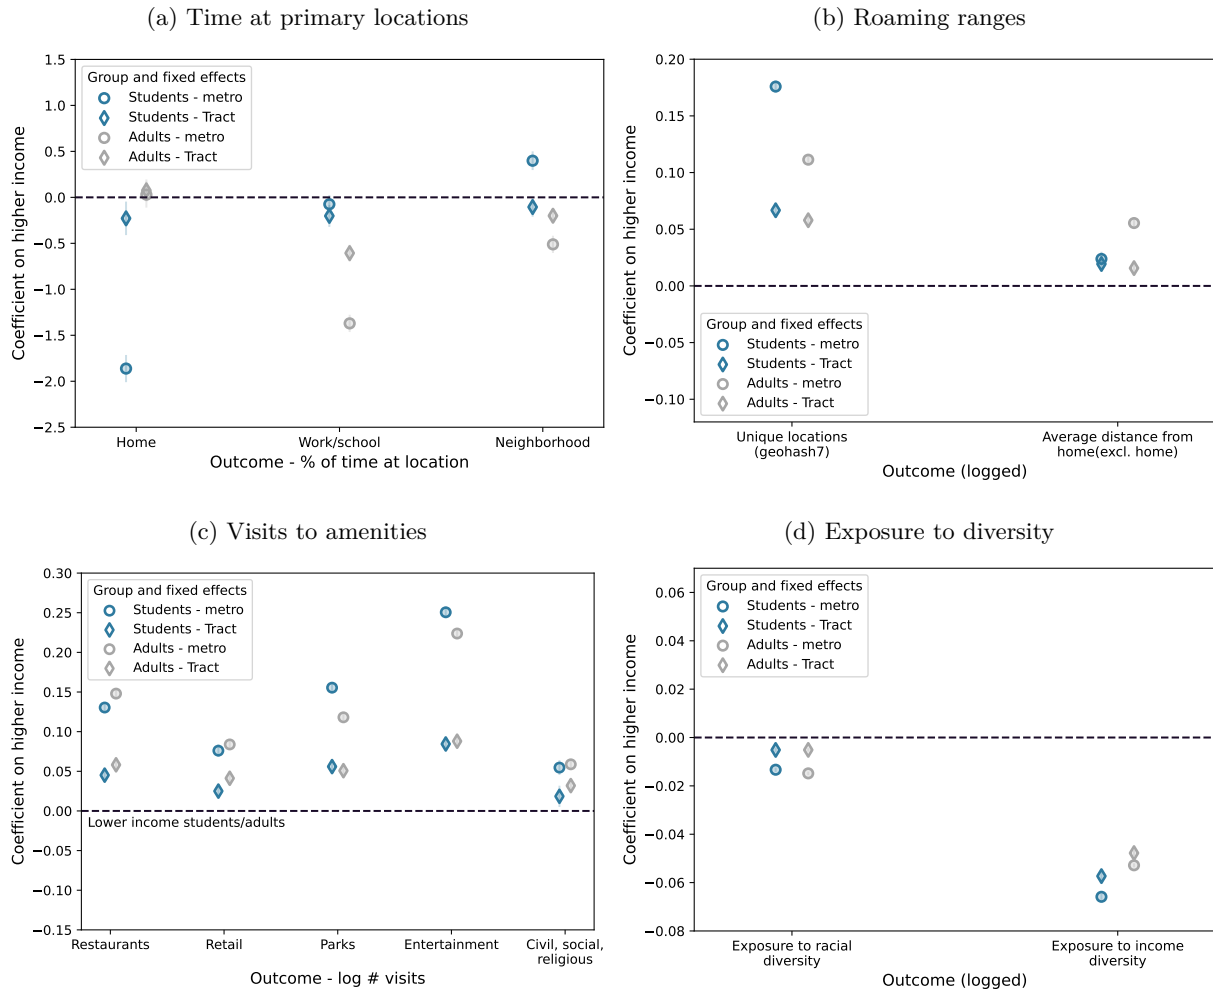 (a) Time at primary locations
1.5
1.0
0.5
0.0
−0.5
−1.0
−1.5
−2.0
−2.5
Coefficient on higher income
Group and fixed effects
Students - metro
Students - Tract
Adults - metro
Adults - Tract
Home
Work/school
Neighborhood
Outcome - % of time at location
(b) Roaming ranges
0.20
0.15
0.10
0.05
0.00
−0.05
−0.10
Coefficient on higher income
Group and fixed effects
Students - metro
Students - Tract
Adults - metro
Adults - Tract
Unique locations
(geohash7)
Average distance from
home(excl. home)
Outcome (logged)
(c) Visits to amenities
0.30
0.25
0.20
0.15
0.10
0.05
0.00
−0.05
−0.10
−0.15
Coefficient on higher income
Group and fixed effects
Students - metro
Students - Tract
Adults - metro
Adults - Tract
Lower income students/adults
Restaurants
Retail
Parks
Entertainment
Civil, social,
religious
Outcome - log # visits
(d) Exposure to diversity
0.06
0.04
0.02
0.00
−0.02
−0.04
−0.06
−0.08
Coefficient on higher income
Group and fixed effects
Students - metro
Students - Tract
Adults - metro
Adults - Tract
Exposure to racial
diversity
Exposure to income
diversity
Outcome (logged)